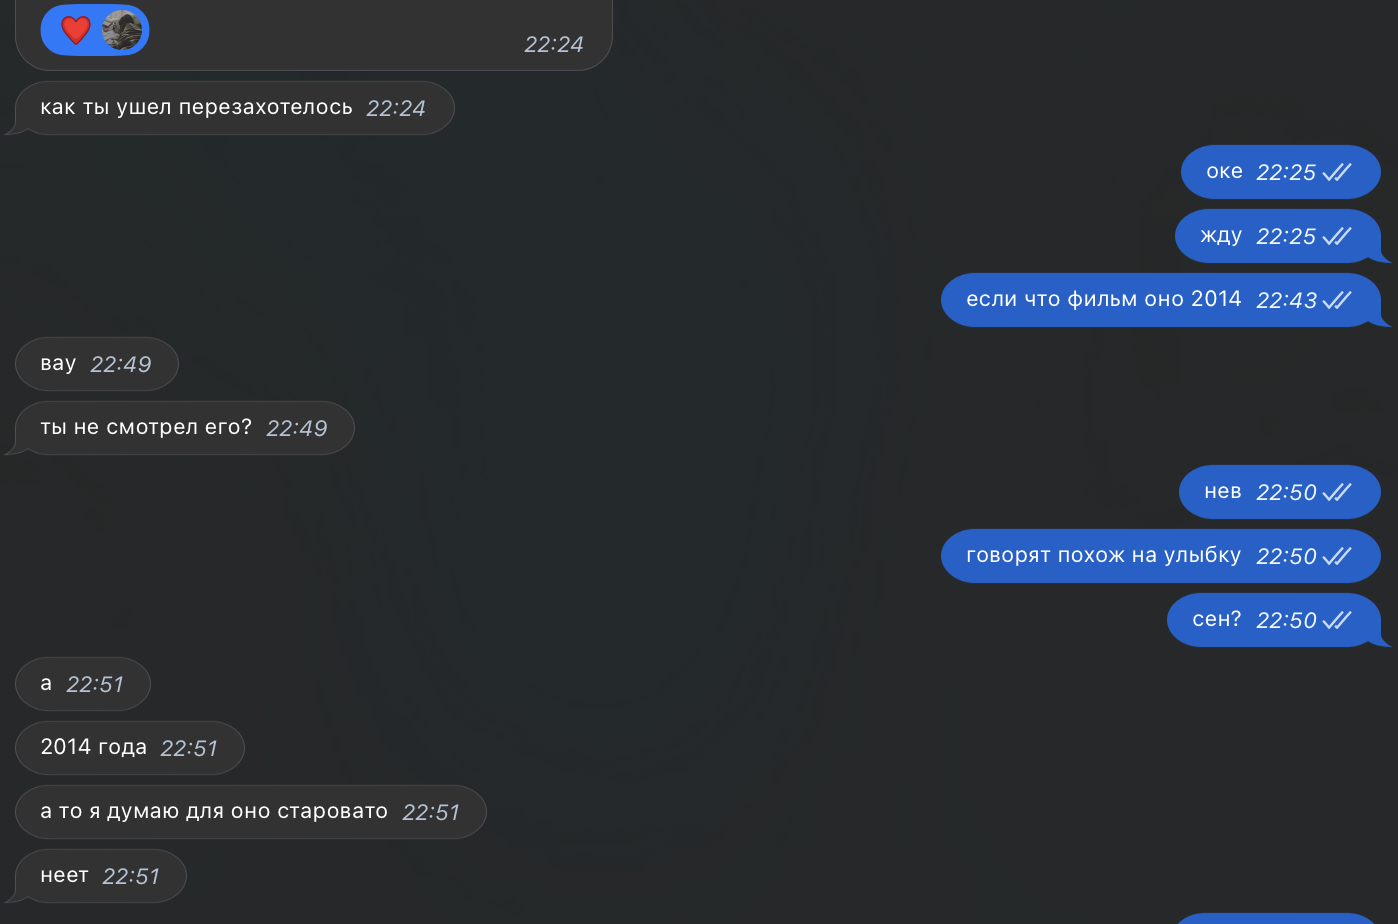 22:24
как ты ушел перезахотелось 22:24
оке 22:25
жду 22:25
если что фильм оно 2014 22:43
вау 22:49
ты не смотрел его? 22:49
нев 22:50
говорят похож на улыбку 22:50
сен? 22:50
а 22:51
2014 года 22:51
а то я думаю для оно старовато 22:51
неет 22:51